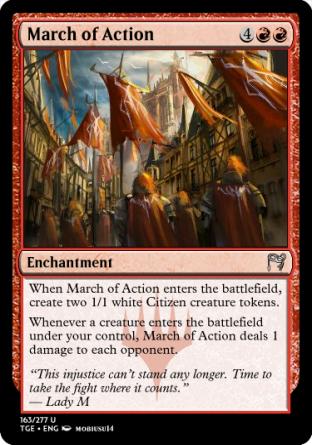 March of Action 4
Enchantment
When March of Action enters the battlefield,
create two 1/1 white Citizen creature tokens.
Whenever a creature enters the battlefield
under your control, March of Action deals 1
damage to each opponent.
“This injustice can't stand any longer. Time to
take the fight where it counts.”
— Lady M
163/277 U
TGE • ENG MOBIUSUI4